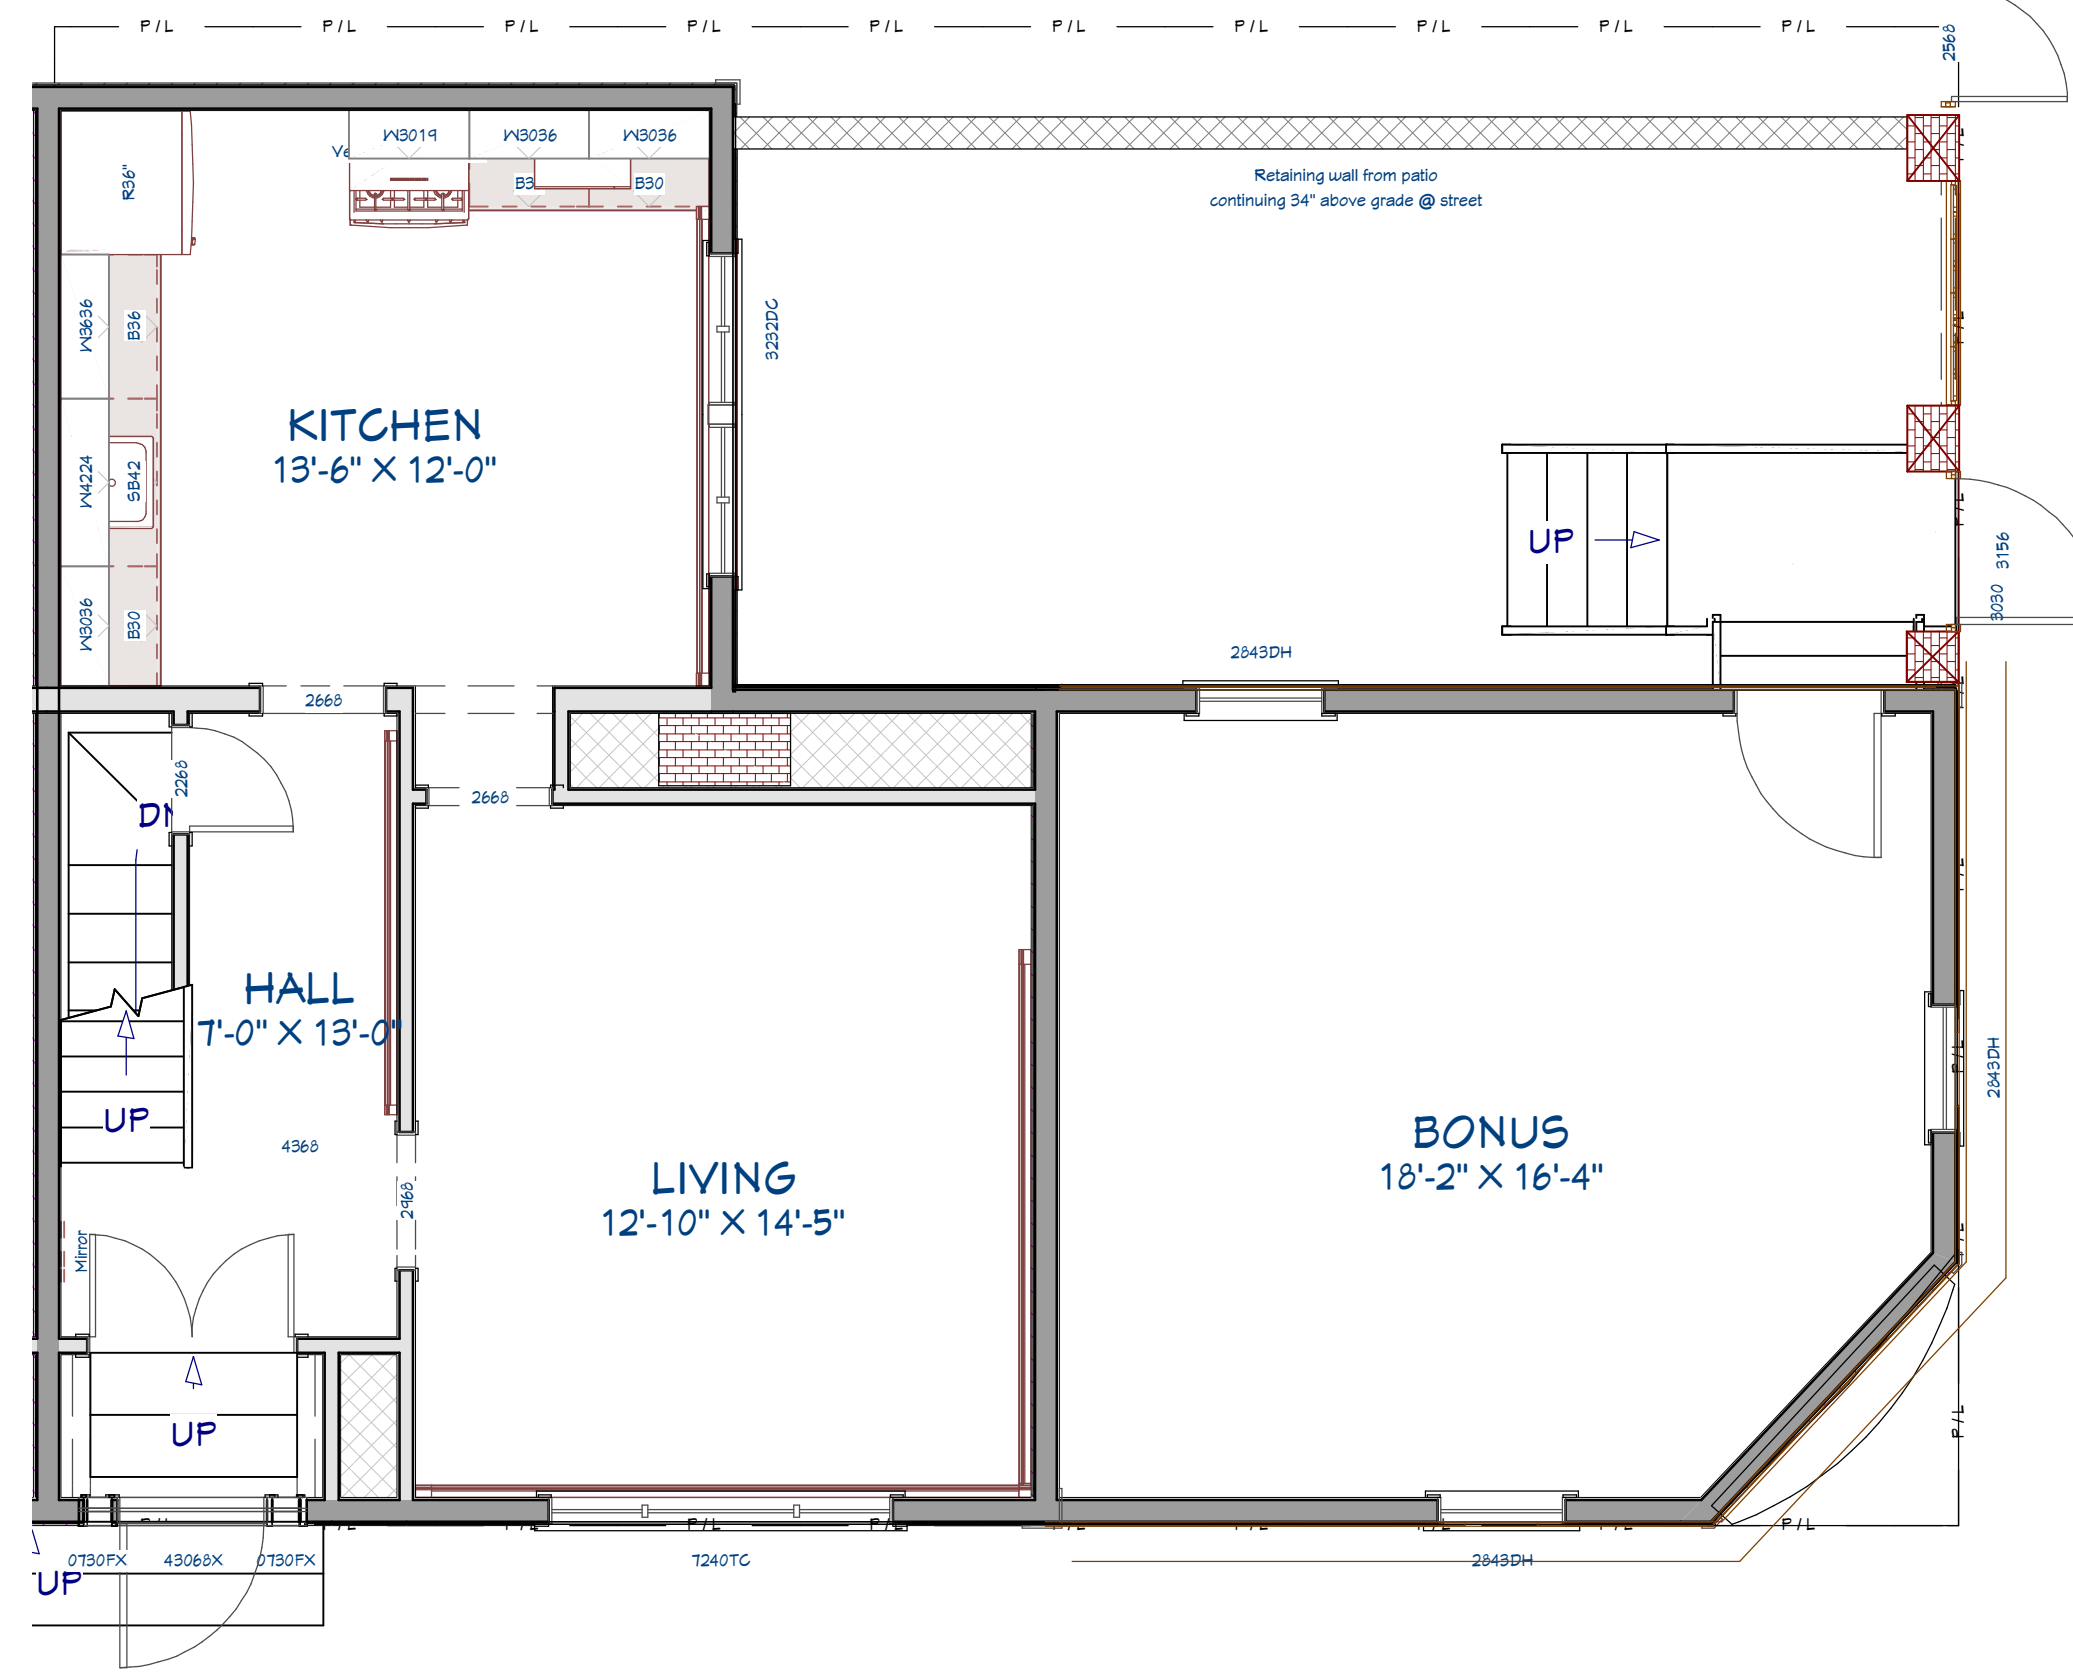 P/L P/L P/L P/L P/L P/L P/L P/L P/L P/L
2568
W3019 W3036 W3036
R36"
B30
Retaining wall from patio
continuing 34" above grade @ street
W3636 B36
3232DC
KITCHEN
13'-6" X 12'-0"
W4224 SB42
UP
3156
3030
W3036 B30
2843DH
2668
2268
2668
HALL
7'-0" X 13'-0"
UP
4368
2968
LIVING
12'-10" X 14'-5"
BONUS
18'-2" X 16'-4"
2843DH
Mirror
UP
P/L
P/L P/L P/L P/L P/L P/L P/L P/L P/L
0730FX 43068X 0730FX
7240TC
2843DH
UP